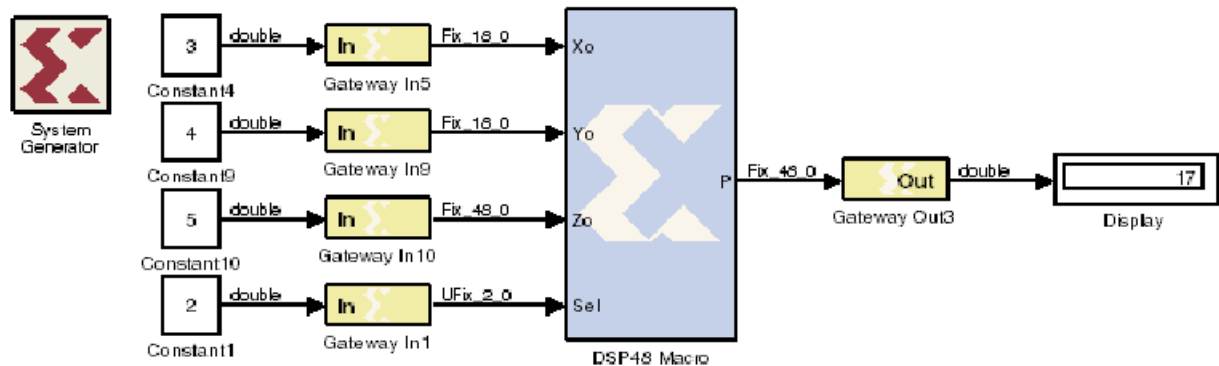 3 double In Fix_18_0 Xo
Constant4 Gateway In5
System
Generator
4 double In Fix_18_0 Yo
Constant9 Gateway In9
P Fix_48_0 Out double 17
5 double In Fix_48_0 Zo
Constant10 Gateway In10 Gateway Out3 Display
2 double In UFix_2_0 Sel
Constant1 Gateway In1
DSP48 Macro